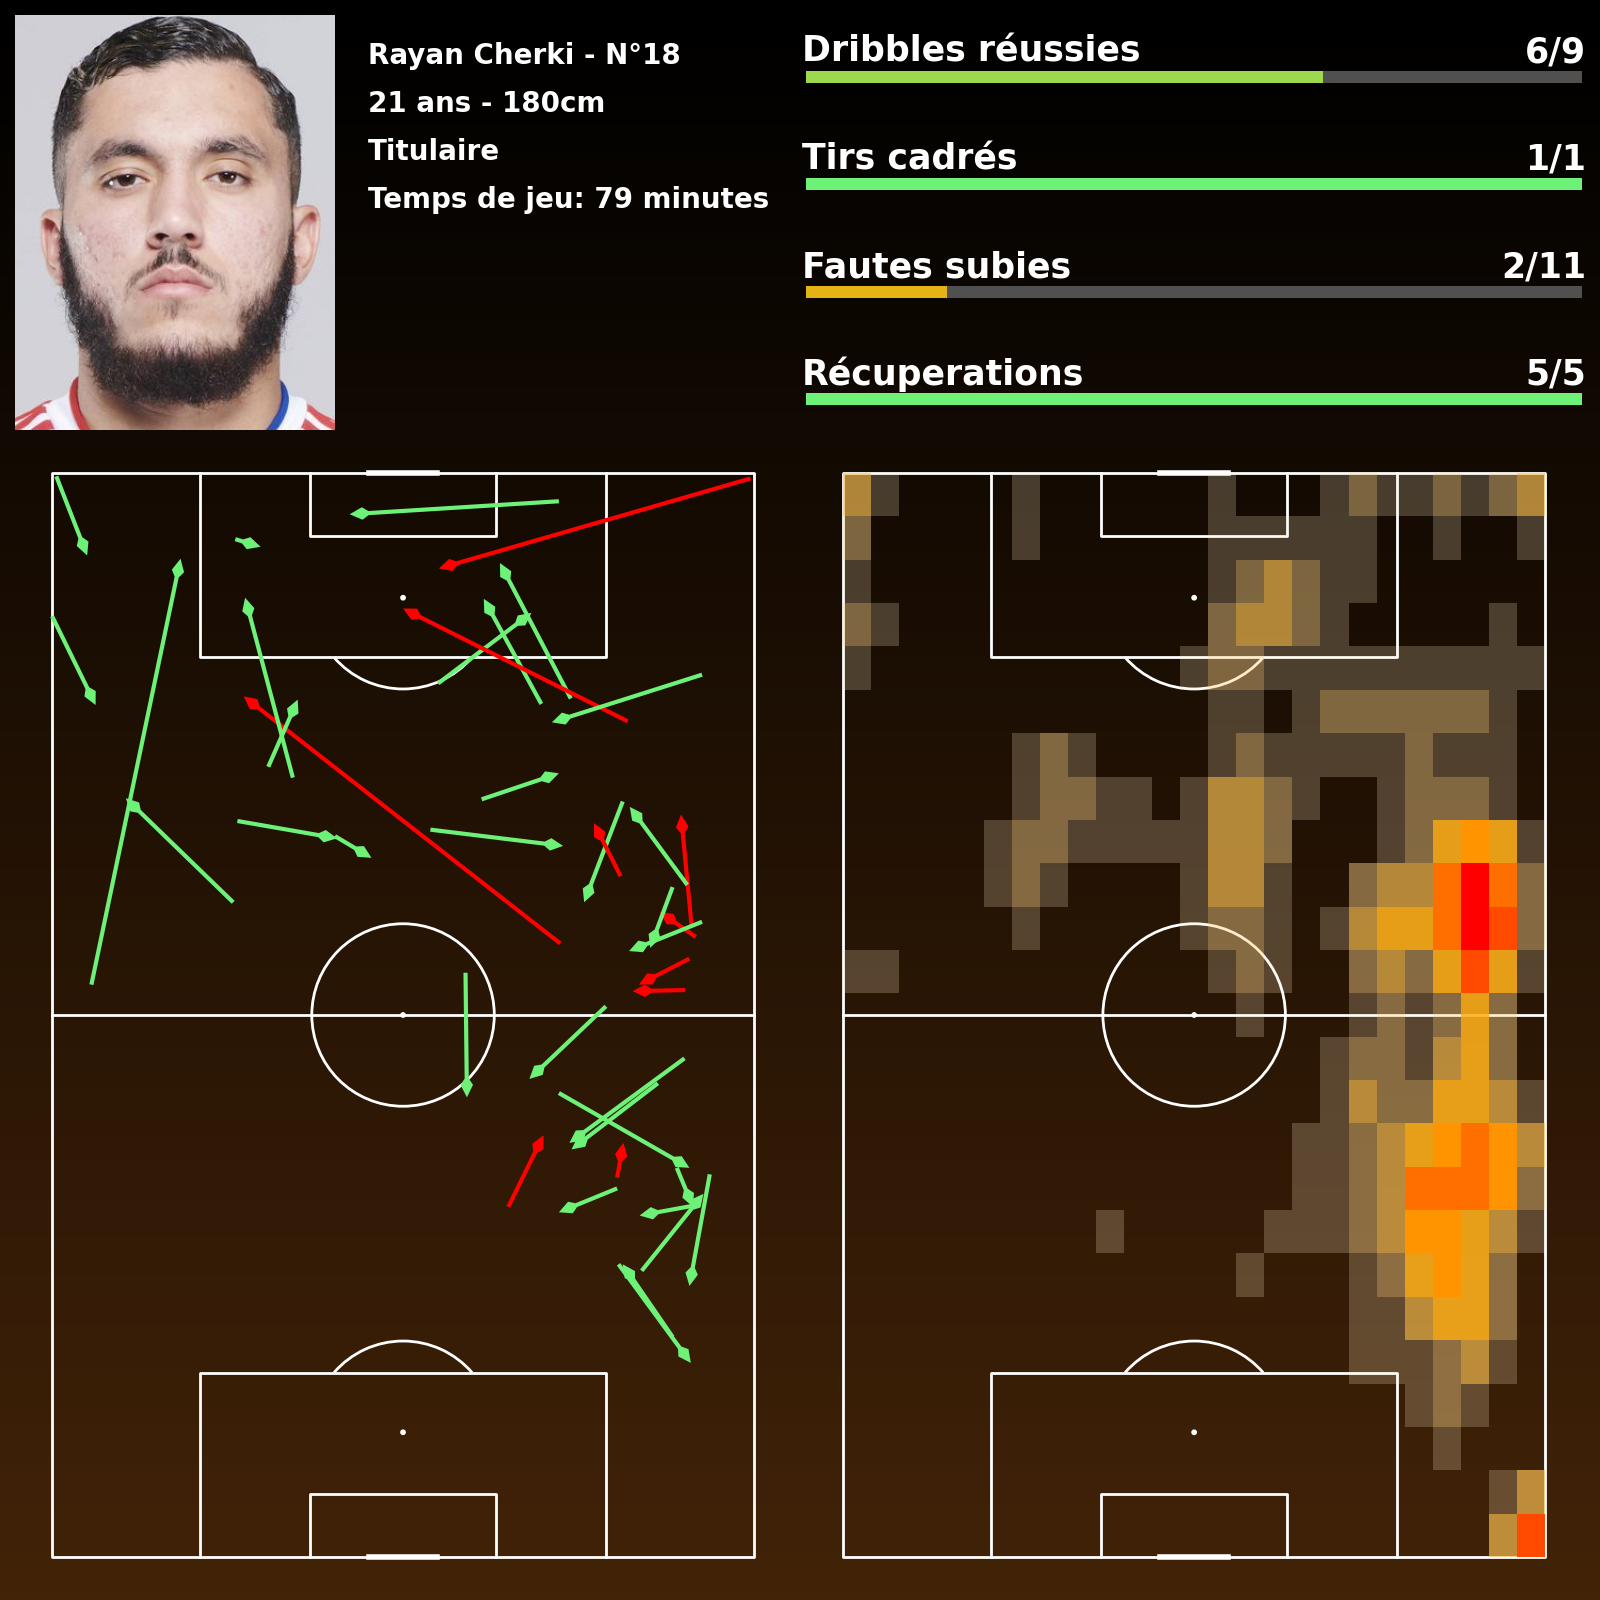 Rayan Cherki - N°18
21 ans - 180cm
Titulaire
Temps de jeu: 79 minutes
Dribbles réussies 6/9
Tirs cadrés 1/1
Fautes subies 2/11
Récuperations 5/5